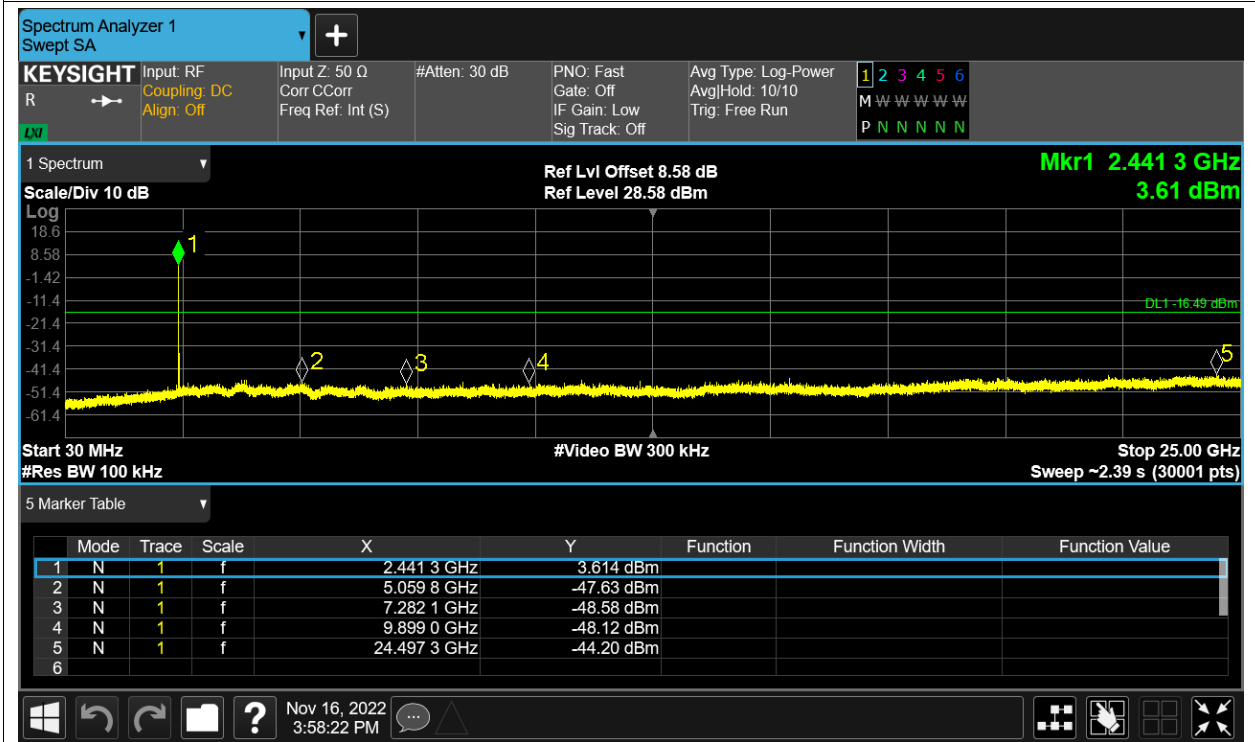 Spectrum Analyzer 1
Swept SA
+
KEYSIGHT
R
LXI
Input: RF
Coupling: DC
Align: Off
Input Z: 50 Ω
Corr CCorr
Freq Ref: Int (S)
#Atten: 30 dB
PNO: Fast
Gate: Off
IF Gain: Low
Sig Track: Off
Avg Type: Log-Power
Avg|Hold: 10/10
Trig: Free Run
1 2 3 4 5 6
M W W W W W
P N N N N N
1 Spectrum
Scale/Div 10 dB
Ref Lvl Offset 8.58 dB
Ref Level 28.58 dBm
Mkr1 2.441 3 GHz
3.61 dBm
Log
18.6
8.58
-1.42
-11.4
-21.4
-31.4
-41.4
-51.4
-61.4
1
2
3
4
5
DL1 -16.49 dBm
Start 30 MHz
#Video BW 300 kHz
Stop 25.00 GHz
#Res BW 100 kHz
Sweep ~2.39 s (30001 pts)
5 Marker Table
Mode Trace Scale X Y Function Function Width Function Value
1 N 1 f 2.441 3 GHz 3.614 dBm
2 N 1 f 5.059 8 GHz -47.63 dBm
3 N 1 f 7.282 1 GHz -48.58 dBm
4 N 1 f 9.899 0 GHz -48.12 dBm
5 N 1 f 24.497 3 GHz -44.20 dBm
6
?
Nov 16, 2022
3:58:22 PM